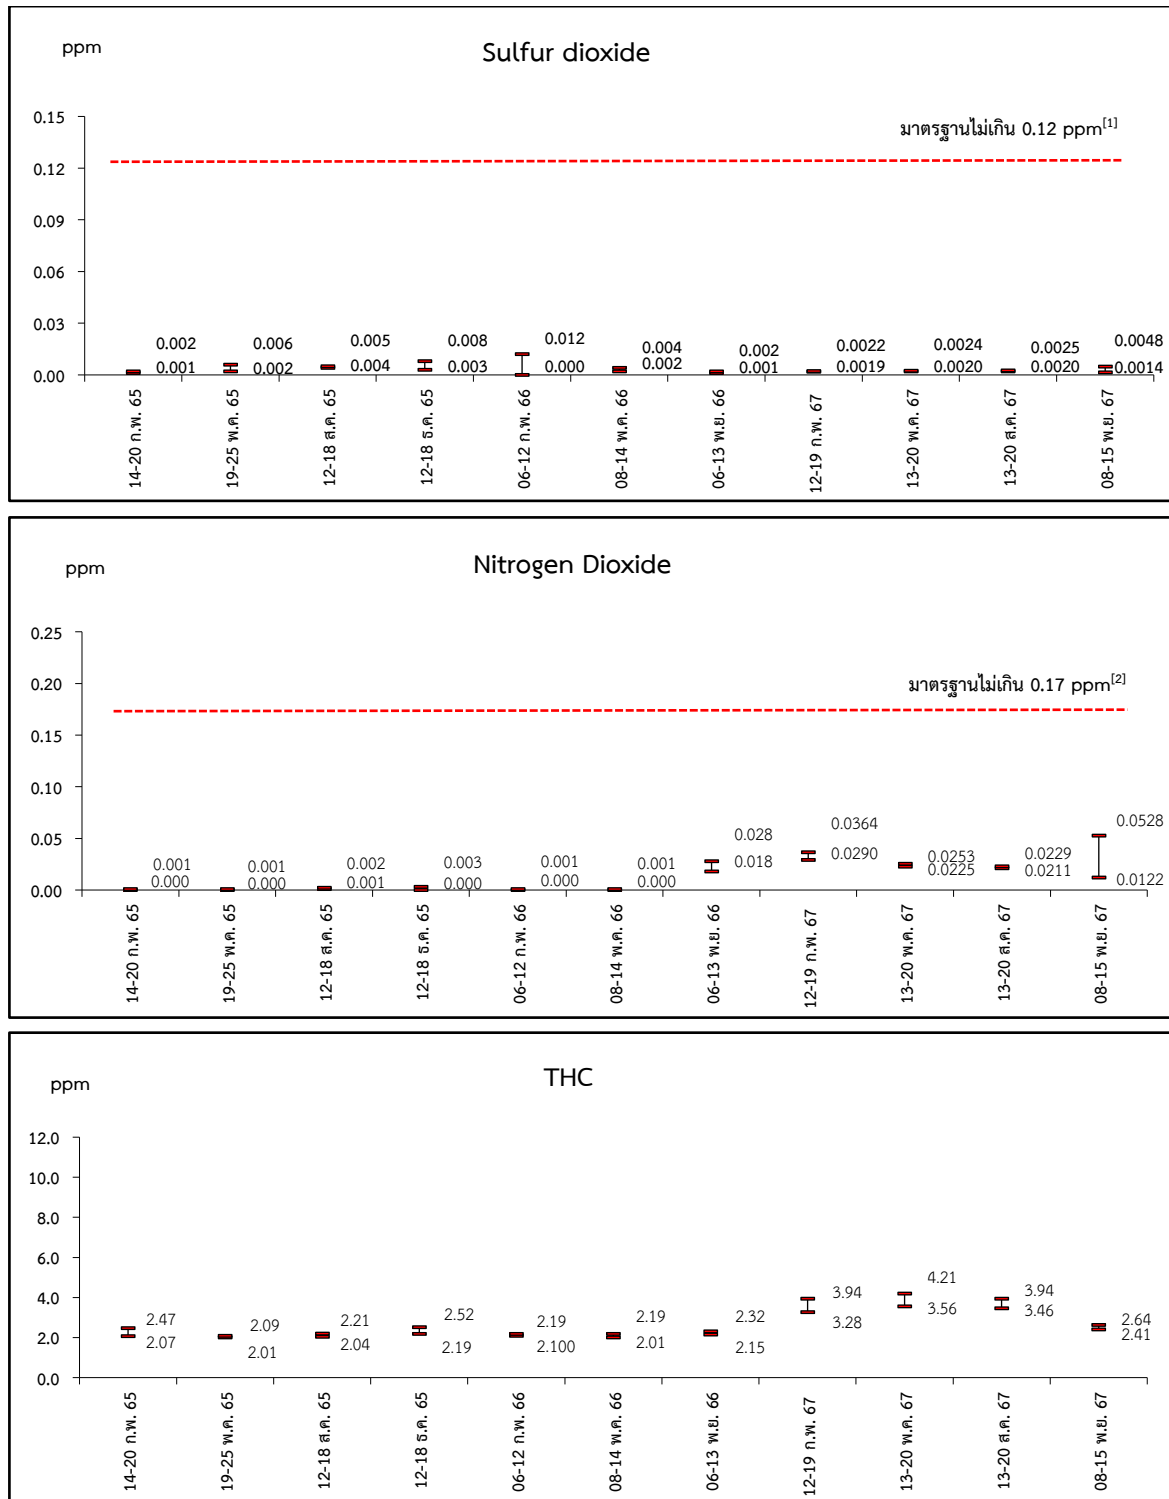 Sulfur dioxide
ppm
มาตรฐานไม่เกิน 0.12 ppm[1]
0.15
0.12
0.09
0.06
0.03
0.00
0.002 0.006 0.005 0.008 0.012 0.004 0.002 0.0022 0.0024 0.0025 0.0048
0.001 0.002 0.004 0.003 0.000 0.002 0.001 0.0019 0.0020 0.0020 0.0014
14-20 ก.พ. 65
19-25 พ.ค. 65
12-18 ส.ค. 65
12-18 ธ.ค. 65
06-12 ก.พ. 66
08-14 พ.ค. 66
06-13 พ.ย. 66
12-19 ก.พ. 67
13-20 พ.ค. 67
13-20 ส.ค. 67
08-15 พ.ย. 67
Nitrogen Dioxide
ppm
มาตรฐานไม่เกิน 0.17 ppm[2]
0.25
0.20
0.15
0.10
0.05
0.00
0.001 0.001 0.002 0.003 0.001 0.001 0.028 0.0364 0.0253 0.0229 0.0528
0.000 0.000 0.001 0.000 0.000 0.000 0.018 0.0290 0.0225 0.0211 0.0122
14-20 ก.พ. 65
19-25 พ.ค. 65
12-18 ส.ค. 65
12-18 ธ.ค. 65
06-12 ก.พ. 66
08-14 พ.ค. 66
06-13 พ.ย. 66
12-19 ก.พ. 67
13-20 พ.ค. 67
13-20 ส.ค. 67
08-15 พ.ย. 67
THC
ppm
12.0
10.0
8.0
6.0
4.0
2.0
0.0
2.47 2.09 2.21 2.52 2.19 2.19 2.32 3.94 4.21 3.94 2.64
2.07 2.01 2.04 2.19 2.100 2.01 2.15 3.28 3.56 3.46 2.41
14-20 ก.พ. 65
19-25 พ.ค. 65
12-18 ส.ค. 65
12-18 ธ.ค. 65
06-12 ก.พ. 66
08-14 พ.ค. 66
06-13 พ.ย. 66
12-19 ก.พ. 67
13-20 พ.ค. 67
13-20 ส.ค. 67
08-15 พ.ย. 67